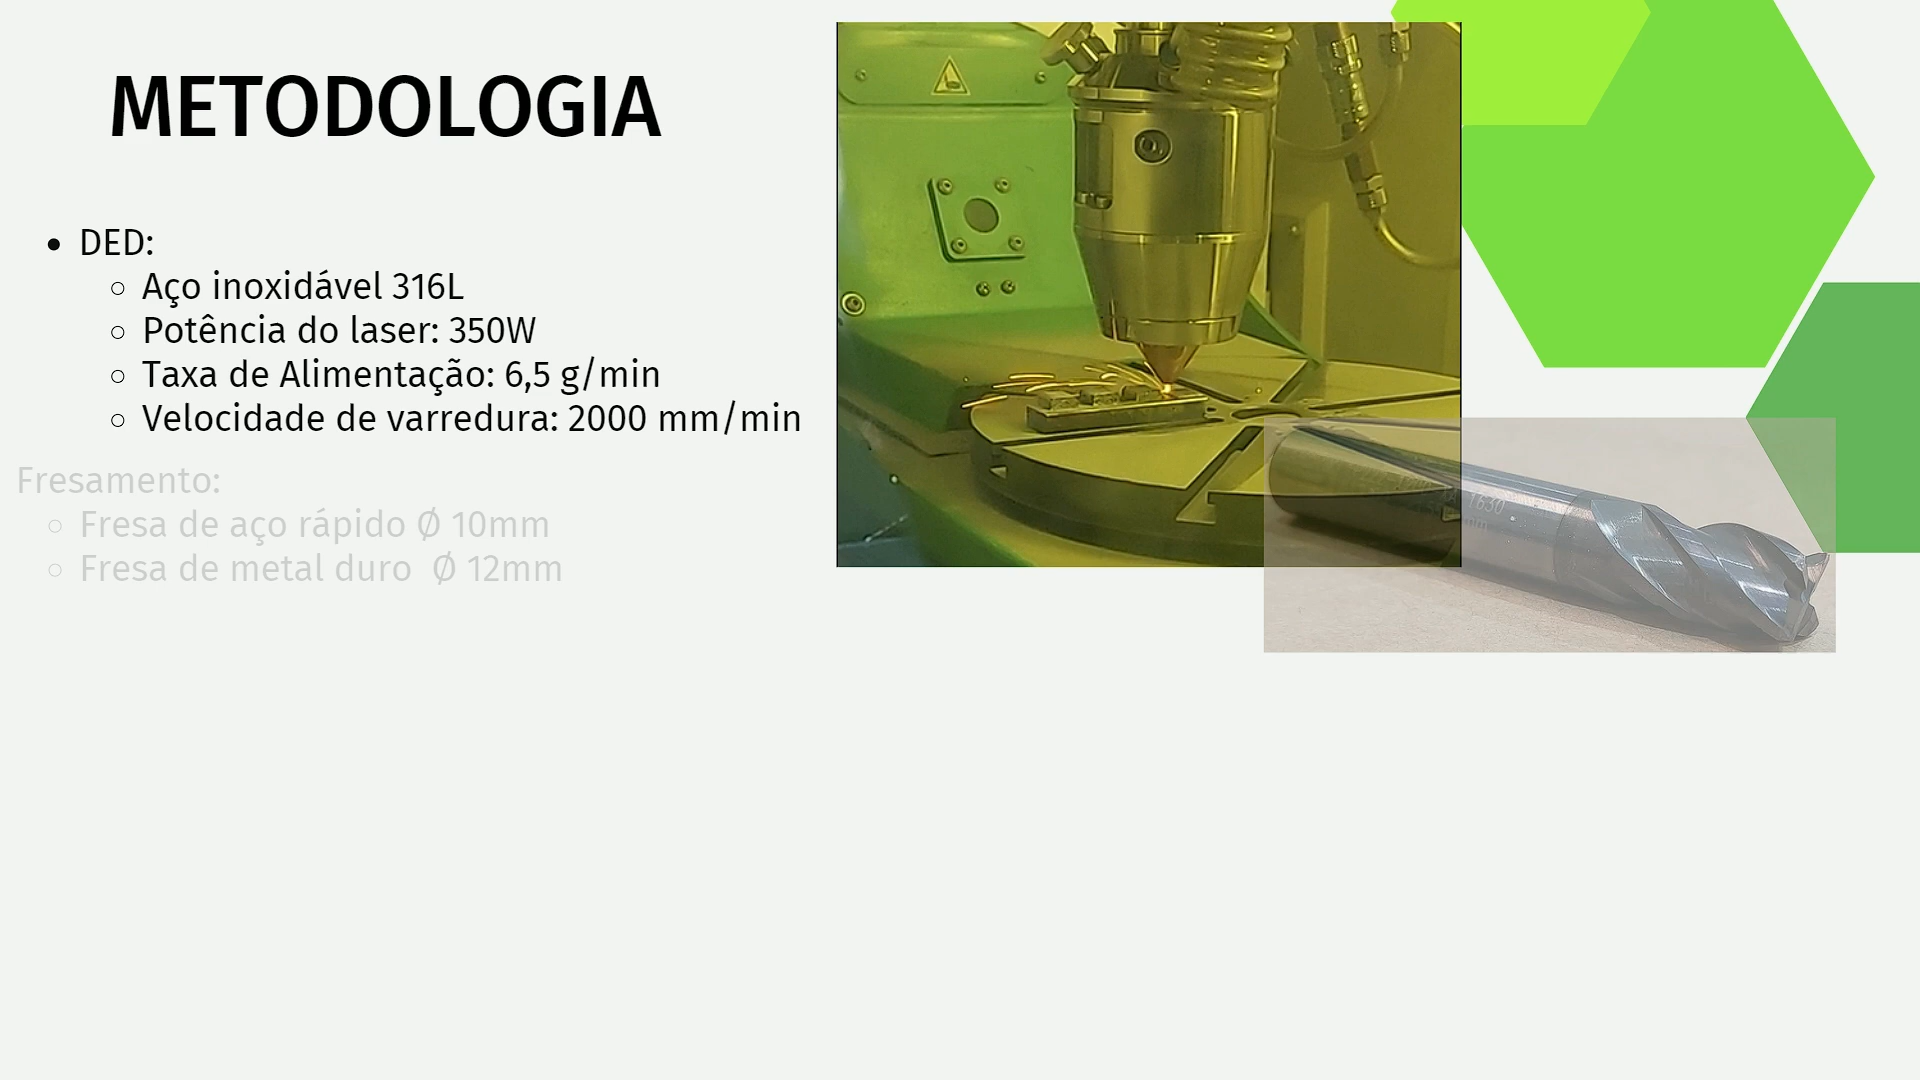 METODOLOGIA
DED:
Aço inoxidável 316L
Potência do laser: 350W
Taxa de Alimentação: 6,5 g/min
Velocidade de varredura: 2000 mm/min
Fresamento:
Fresa de aço rápido Ø 10mm
Fresa de metal duro Ø 12mm
1630